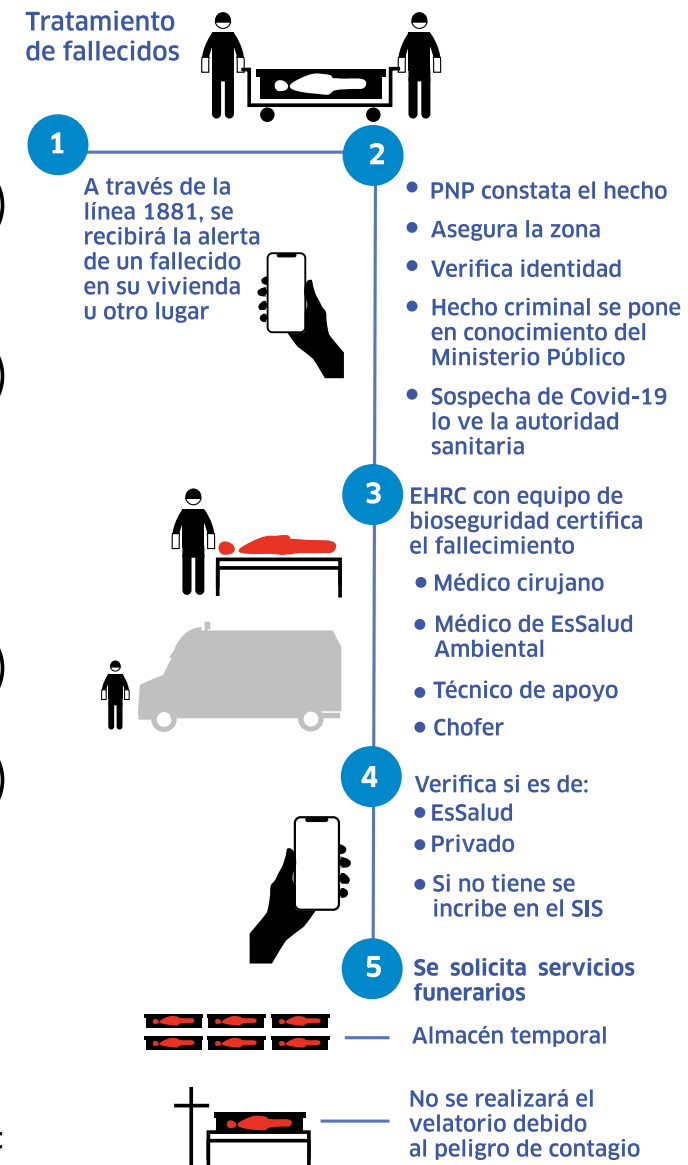 Tratamiento
de fallecidos
1
A través de la
línea 1881, se
recibirá la alerta
de un fallecido
en su vivienda
u otro lugar
2
• PNP constata el hecho
• Asegura la zona
• Verifica identidad
• Hecho criminal se pone
en conocimiento del
Ministerio Público
• Sospecha de Covid-19
lo ve la autoridad
sanitaria
3
EHRC con equipo de
bioseguridad certifica
el fallecimiento
• Médico cirujano
• Médico de EsSalud
Ambiental
• Técnico de apoyo
• Chofer
4
Verifica si es de:
• EsSalud
• Privado
• Si no tiene se
incribe en el SIS
5
Se solicita servicios
funerarios
Almacén temporal
No se realizará el
velatorio debido
al peligro de contagio